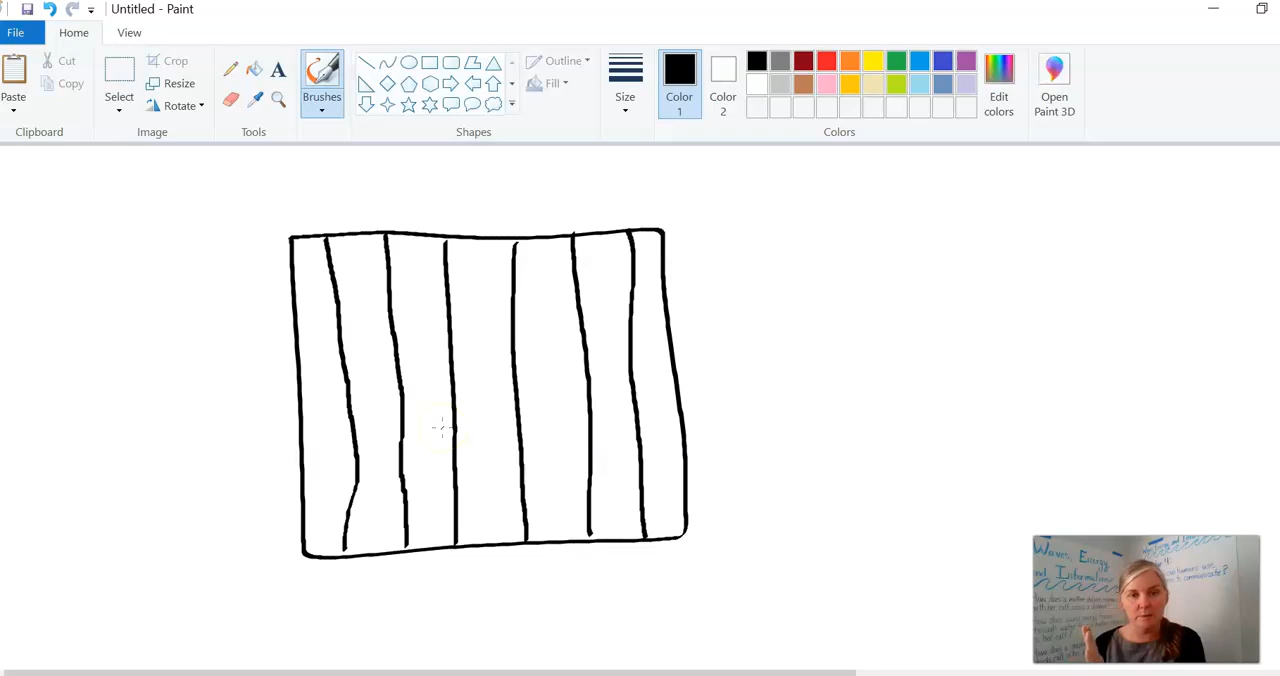 Untitled - Paint
File
Home
View
Paste
Cut
Copy
Clipboard
Select
Crop
Resize
Rotate
Image
Tools
Brushes
Shapes
Outline
Fill
Size
Color
1
Color
2
Colors
Edit
colors
Open
Paint 3D
Waves, Energy
and Information